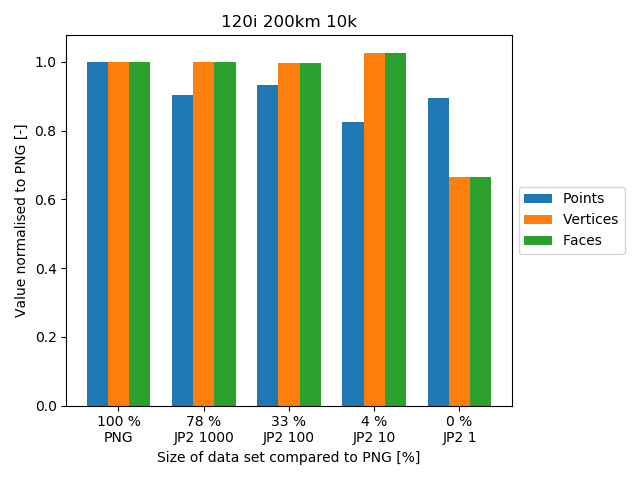 120i 200km 10k
Value normalised to PNG [-]
1.0
0.8
0.6
0.4
0.2
0.0
Points
Vertices
Faces
100 % 78 % 33 % 4 % 0 %
PNG JP2 1000 JP2 100 JP2 10 JP2 1
Size of data set compared to PNG [%]